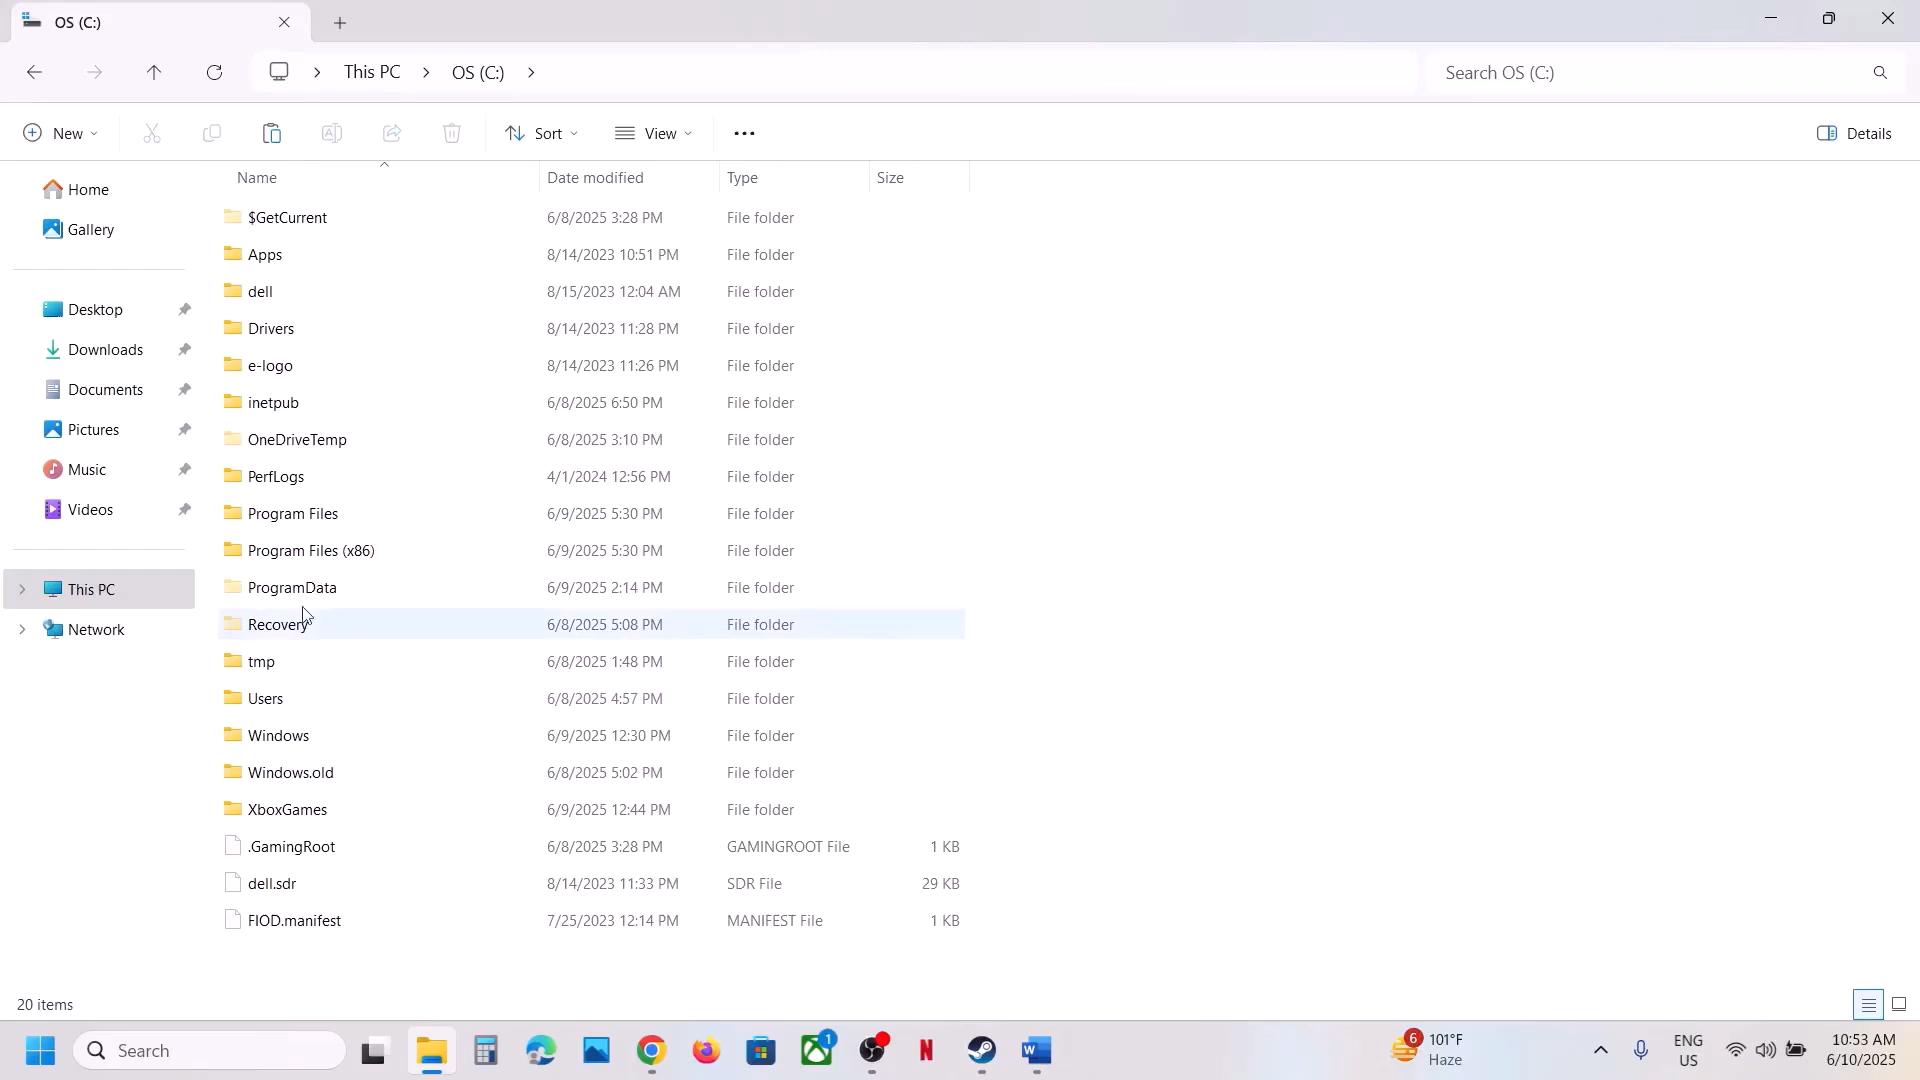 OS (C:)
This PC > OS (C:) >
Search OS (C:)
New
Sort
View
Details
Name Date modified Type Size
Home
Gallery
Desktop
Downloads
Documents
Pictures
Music
Videos
This PC
Network
$GetCurrent 6/8/2025 3:28 PM File folder
Apps 8/14/2023 10:51 PM File folder
dell 8/15/2023 12:04 AM File folder
Drivers 8/14/2023 11:28 PM File folder
e-logo 8/14/2023 11:26 PM File folder
inetpub 6/8/2025 6:50 PM File folder
OneDriveTemp 6/8/2025 3:10 PM File folder
PerfLogs 4/1/2024 12:56 PM File folder
Program Files 6/9/2025 5:30 PM File folder
Program Files (x86) 6/9/2025 5:30 PM File folder
ProgramData 6/9/2025 2:14 PM File folder
Recovery 6/8/2025 5:08 PM File folder
tmp 6/8/2025 1:48 PM File folder
Users 6/8/2025 4:57 PM File folder
Windows 6/9/2025 12:30 PM File folder
Windows.old 6/8/2025 5:02 PM File folder
XboxGames 6/9/2025 12:44 PM File folder
.GamingRoot 6/8/2025 3:28 PM GAMINGROOT File 1 KB
dell.sdr 8/14/2023 11:33 PM SDR File 29 KB
FIOD.manifest 7/25/2023 12:14 PM MANIFEST File 1 KB
20 items
Search
1
N
W
6
101°F
Haze
ENG
US
10:53 AM
6/10/2025